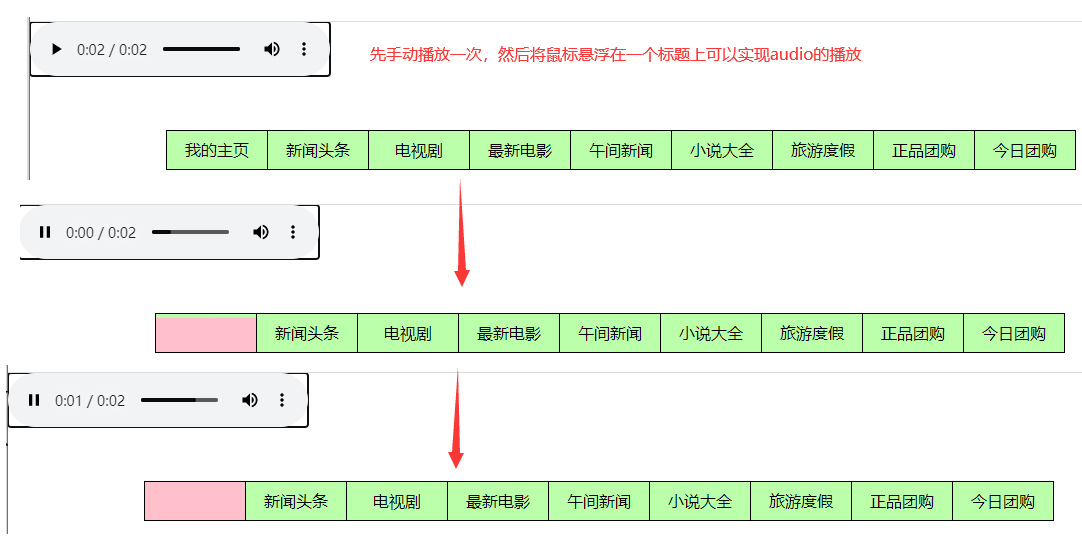 0:02 / 0:02
先手动播放一次，然后将鼠标悬浮在一个标题上可以实现audio的播放
我的主页 新闻头条 电视剧 最新电影 午间新闻 小说大全 旅游度假 正品团购 今日团购
0:00 / 0:02
新闻头条 电视剧 最新电影 午间新闻 小说大全 旅游度假 正品团购 今日团购
0:01 / 0:02
新闻头条 电视剧 最新电影 午间新闻 小说大全 旅游度假 正品团购 今日团购